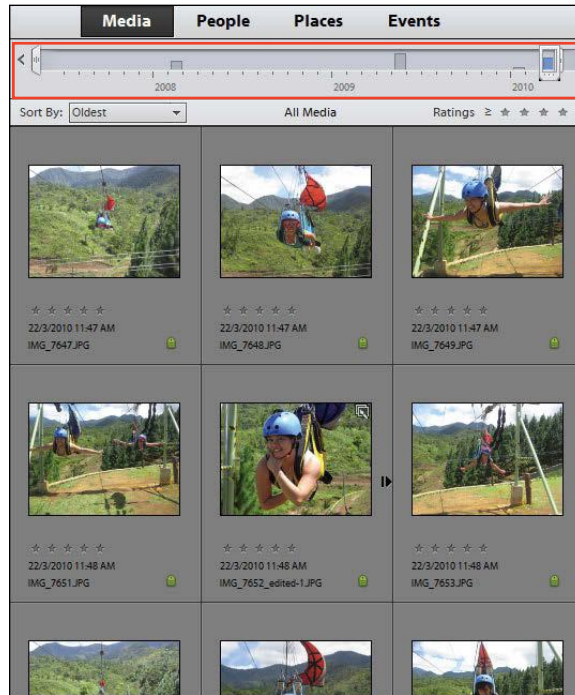 Media People Places Events
<
2008 2009 2010
Sort By: Oldest All Media Ratings ≥
22/3/2010 11:47 AM 22/3/2010 11:47 AM 22/3/2010 11:47 AM
IMG_7647.JPG IMG_7648.JPG IMG_7649.JPG
22/3/2010 11:48 AM 22/3/2010 11:48 AM 22/3/2010 11:48 AM
IMG_7651.JPG IMG_7652_edited-1.JPG IMG_7653.JPG